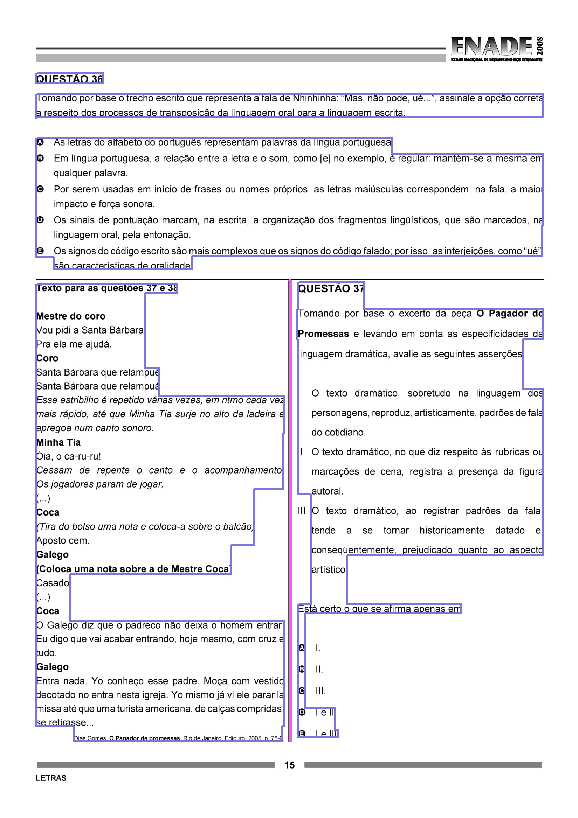 ENADE 2008
EXAME NACIONAL DE DESEMPENHO DOS ESTUDANTES
QUESTÃO 36
Tomando por base o trecho escrito que representa a fala de Nhinhinha: “Mas, não pode, ué...”, assinale a opção correta
a respeito dos processos de transposição da linguagem oral para a linguagem escrita.
A As letras do alfabeto do português representam palavras da língua portuguesa.
B Em língua portuguesa, a relação entre a letra e o som, como [e] no exemplo, é regular: mantém-se a mesma em
qualquer palavra.
C Por serem usadas em início de frases ou nomes próprios, as letras maiúsculas correspondem, na fala, a maior
impacto e força sonora.
D Os sinais de pontuação marcam, na escrita, a organização dos fragmentos lingüísticos, que são marcados, na
linguagem oral, pela entonação.
E Os signos do código escrito são mais complexos que os signos do código falado; por isso, as interjeições, como “ué”,
são características de oralidade.
Texto para as questões 37 e 38
Mestre do coro
Vou pidi a Santa Bárbara
Pra ela me ajudá.
Coro
Santa Bárbara que relampuê
Santa Bárbara que relampuá
Esse estribilho é repetido várias vezes, em ritmo cada vez
mais rápido, até que Minha Tia surje no alto da ladeira e
apregoa num canto sonoro.
Minha Tia
Óia, o ca-ru-ru!
Cessam de repente o canto e o acompanhamento.
Os jogadores param de jogar.
(...)
Coca
(Tira do bolso uma nota e coloca-a sobre o balcão)
Aposto cem.
Galego
(Coloca uma nota sobre a de Mestre Coca)
Casado.
(...)
Coca
O Galego diz que o padreco não deixa o homem entrar.
Eu digo que vai acabar entrando, hoje mesmo, com cruz e
tudo.
Galego
Entra nada. Yo conheço esse padre. Moça com vestido
decotado no entra nesta igreja. Yo mismo já vi ele parar la
missa até que uma turista americana, de calças compridas,
se retirasse...
Dias Gomes. O Pagador de promessas. Rio de Janeiro: Ediouro, 2005, p. 75-6.
QUESTÃO 37
Tomando por base o excerto da peça O Pagador de
Promessas e levando em conta as especificidades da
linguagem dramática, avalie as seguintes asserções.
O texto dramático, sobretudo na linguagem dos
personagens, reproduz, artisticamente, padrões de fala
do cotidiano.
II O texto dramático, no que diz respeito às rubricas ou
marcações de cena, registra a presença da figura
autoral.
III O texto dramático, ao registrar padrões da fala,
tende a se tornar historicamente datado e,
conseqüentemente, prejudicado quanto ao aspecto
artístico.
Está certo o que se afirma apenas em
A I.
B II.
C III.
D I e II.
E I e III.
15
LETRAS